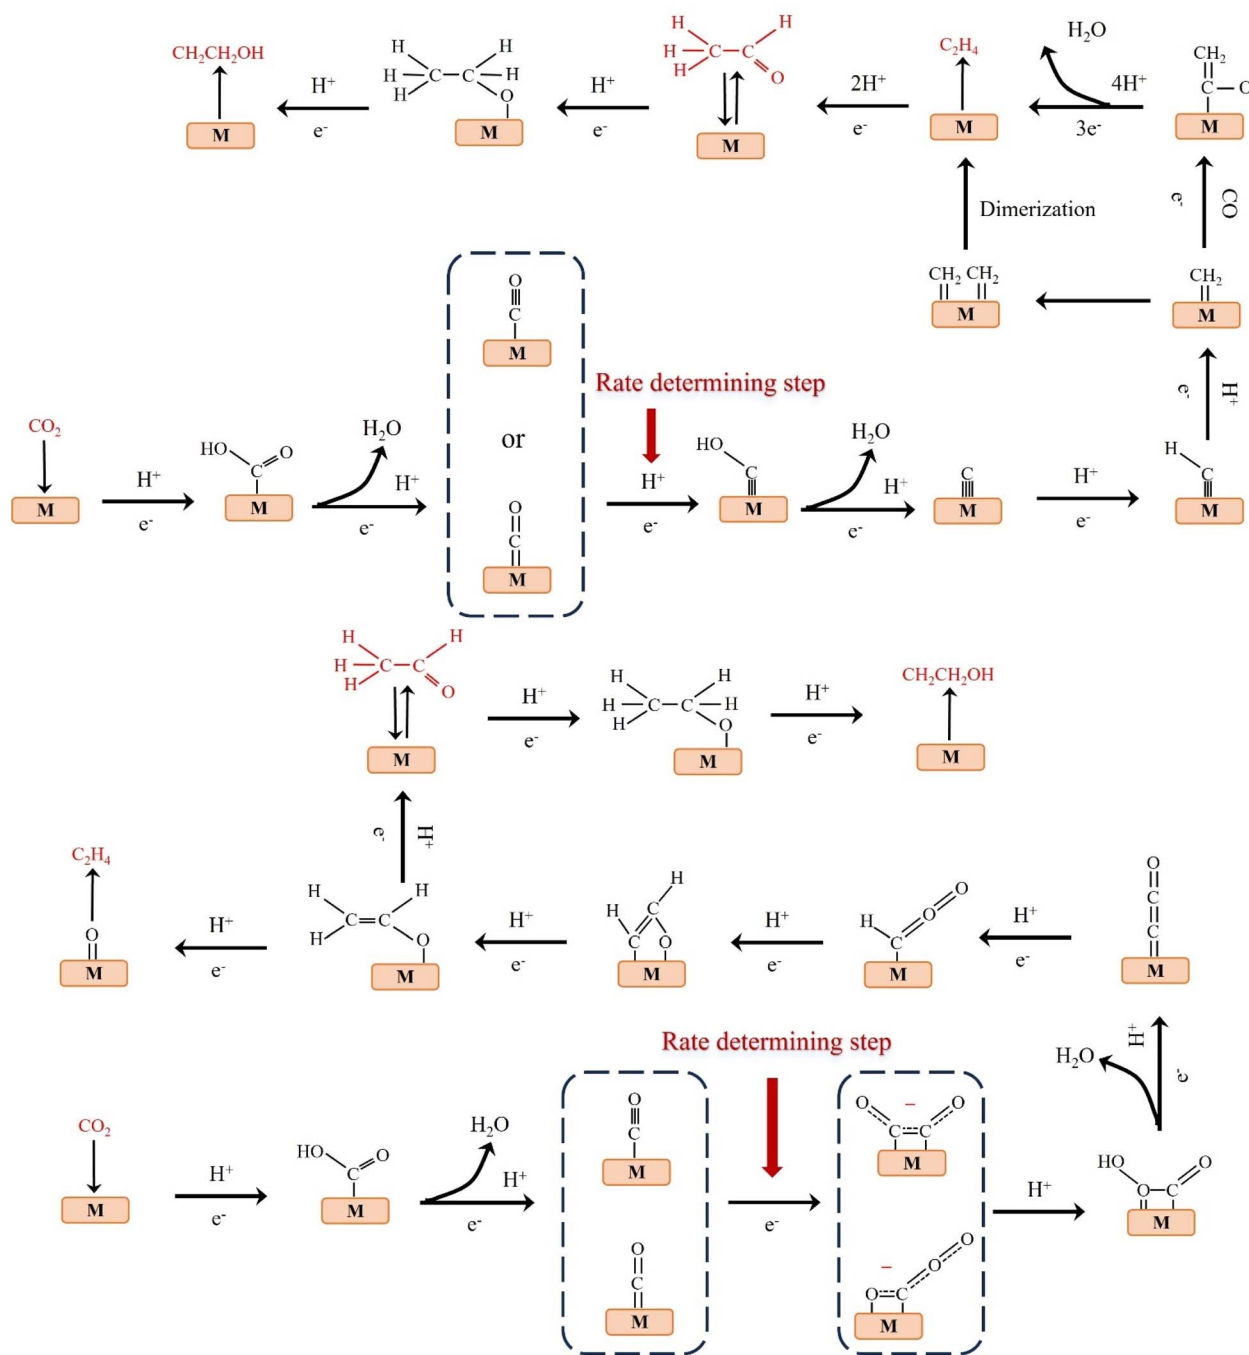 CH₂CH₂OH
M
H⁺
e⁻
H
H
H
C
C
H
H
O
M
H⁺
e⁻
H
H
H
C
C
H
O
M
2H⁺
e⁻
C₂H₄
M
H₂O
4H⁺
3e⁻
CH₂
C
O
M
Dimerization
e⁻
CO
CH₂ CH₂
M
CH₂
M
e⁻
H⁺
CO₂
M
H⁺
e⁻
HO
O
C
M
H₂O
H⁺
e⁻
O
C
M
or
O
C
M
Rate determining step
H⁺
e⁻
HO
C
M
H₂O
H⁺
e⁻
C
M
H⁺
e⁻
H
C
M
H
H
H
C
C
H
O
M
H⁺
e⁻
H
H
H
C
C
H
H
O
M
H⁺
e⁻
CH₂CH₂OH
M
e⁻
H⁺
C₂H₄
O
M
H⁺
e⁻
H
H
C
C
H
O
M
H⁺
e⁻
H
H
C
C
O
M
H⁺
e⁻
H
C
O
O
M
H⁺
e⁻
O
C
C
C
M
Rate determining step
H₂O
H⁺
e⁻
CO₂
M
H⁺
e⁻
HO
O
C
M
H₂O
H⁺
e⁻
O
C
M
O
C
M
e⁻
O
−
O
C
C
M
−
O
O
O
C
M
H⁺
HO
O
O
C
M